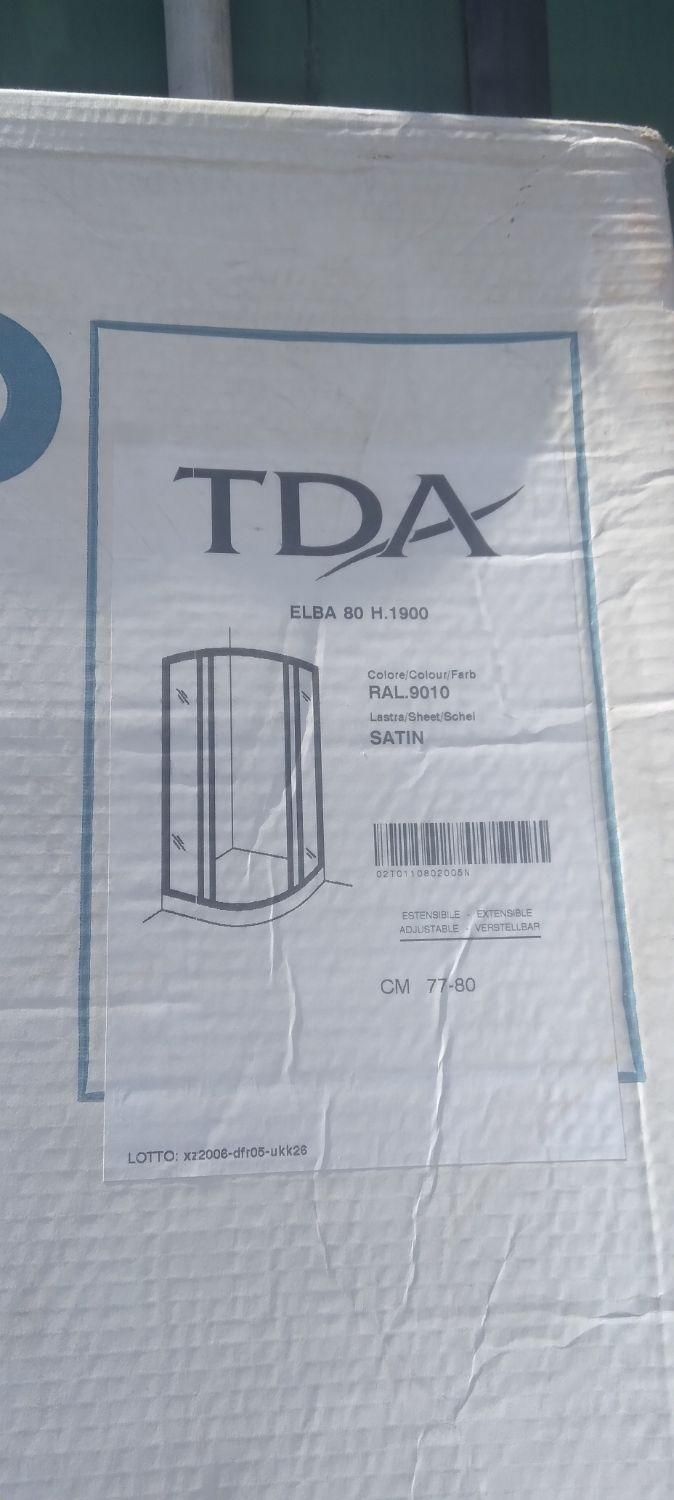 TDA
ELBA 80 H.1900
Colore/Colour/Farb
RAL.9010
Lastra/Sheet/Schei
SATIN
02T0110802005N
ESTENSIBILE - EXTENSIBLE
ADJUSTABLE - VERSTELLBAR
CM 77-80
LOTTO: xz2006-dfr05-ukk26